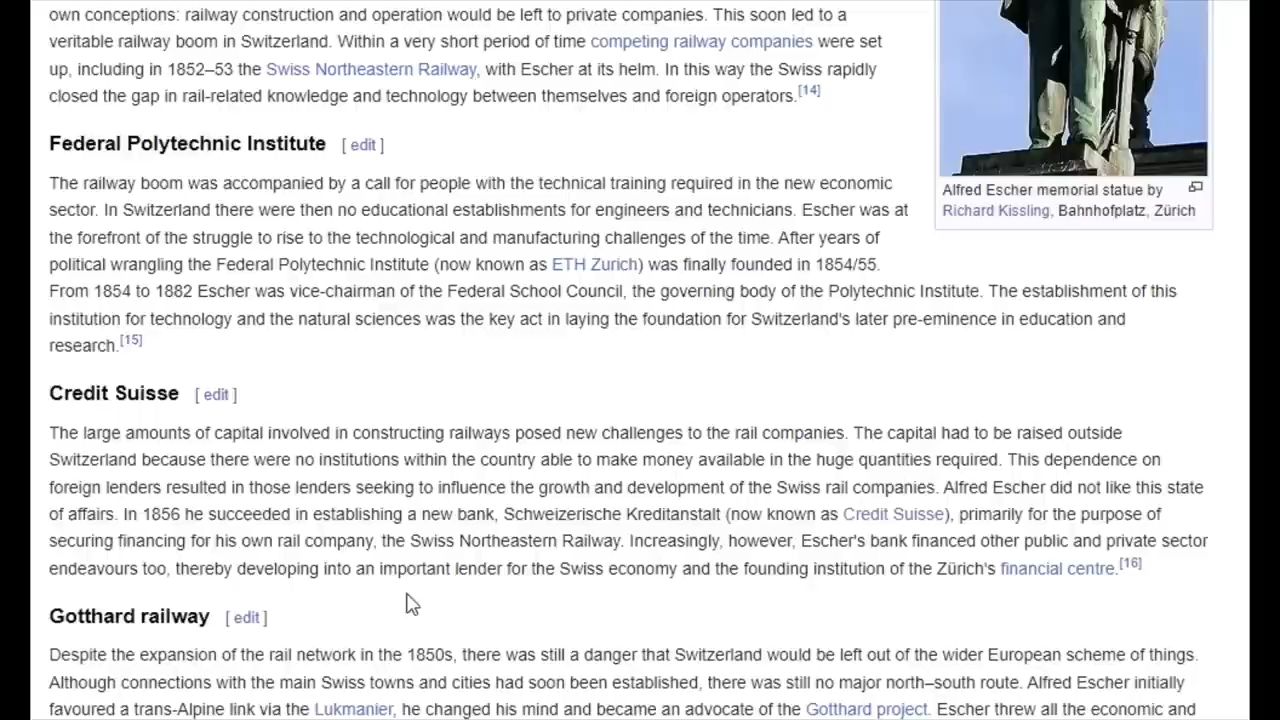 own conceptions: railway construction and operation would be left to private companies. This soon led to a
veritable railway boom in Switzerland. Within a very short period of time competing railway companies were set
up, including in 1852–53 the Swiss Northeastern Railway, with Escher at its helm. In this way the Swiss rapidly
closed the gap in rail-related knowledge and technology between themselves and foreign operators.[14]
Federal Polytechnic Institute [ edit ]
The railway boom was accompanied by a call for people with the technical training required in the new economic
sector. In Switzerland there were then no educational establishments for engineers and technicians. Escher was at
the forefront of the struggle to rise to the technological and manufacturing challenges of the time. After years of
political wrangling the Federal Polytechnic Institute (now known as ETH Zurich) was finally founded in 1854/55.
From 1854 to 1882 Escher was vice-chairman of the Federal School Council, the governing body of the Polytechnic Institute. The establishment of this
institution for technology and the natural sciences was the key act in laying the foundation for Switzerland's later pre-eminence in education and
research.[15]
Alfred Escher memorial statue by
Richard Kissling, Bahnhofplatz, Zürich
Credit Suisse [ edit ]
The large amounts of capital involved in constructing railways posed new challenges to the rail companies. The capital had to be raised outside
Switzerland because there were no institutions within the country able to make money available in the huge quantities required. This dependence on
foreign lenders resulted in those lenders seeking to influence the growth and development of the Swiss rail companies. Alfred Escher did not like this state
of affairs. In 1856 he succeeded in establishing a new bank, Schweizerische Kreditanstalt (now known as Credit Suisse), primarily for the purpose of
securing financing for his own rail company, the Swiss Northeastern Railway. Increasingly, however, Escher's bank financed other public and private sector
endeavours too, thereby developing into an important lender for the Swiss economy and the founding institution of the Zürich's financial centre.[16]
Gotthard railway [ edit ]
Despite the expansion of the rail network in the 1850s, there was still a danger that Switzerland would be left out of the wider European scheme of things.
Although connections with the main Swiss towns and cities had soon been established, there was still no major north–south route. Alfred Escher initially
favoured a trans-Alpine link via the Lukmanier, he changed his mind and became an advocate of the Gotthard project. Escher threw all the economic and